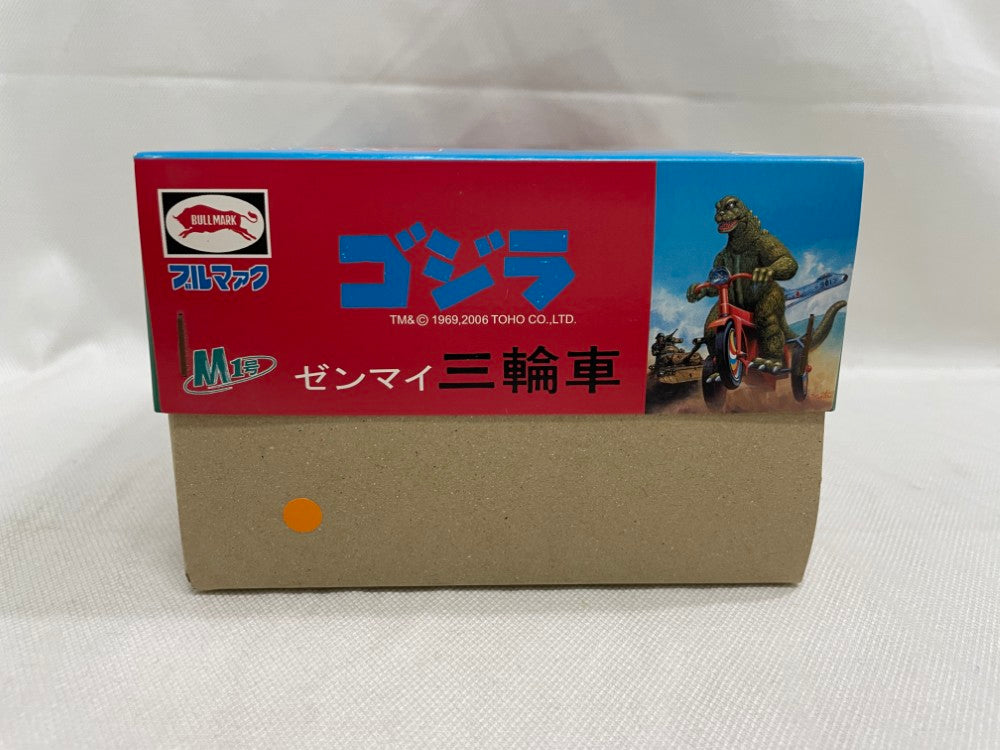 BULLMARK
ブルマァク
ゴジラ
TM&© 1969,2006 TOHO CO.,LTD.
M1号
ゼンマイ三輪車